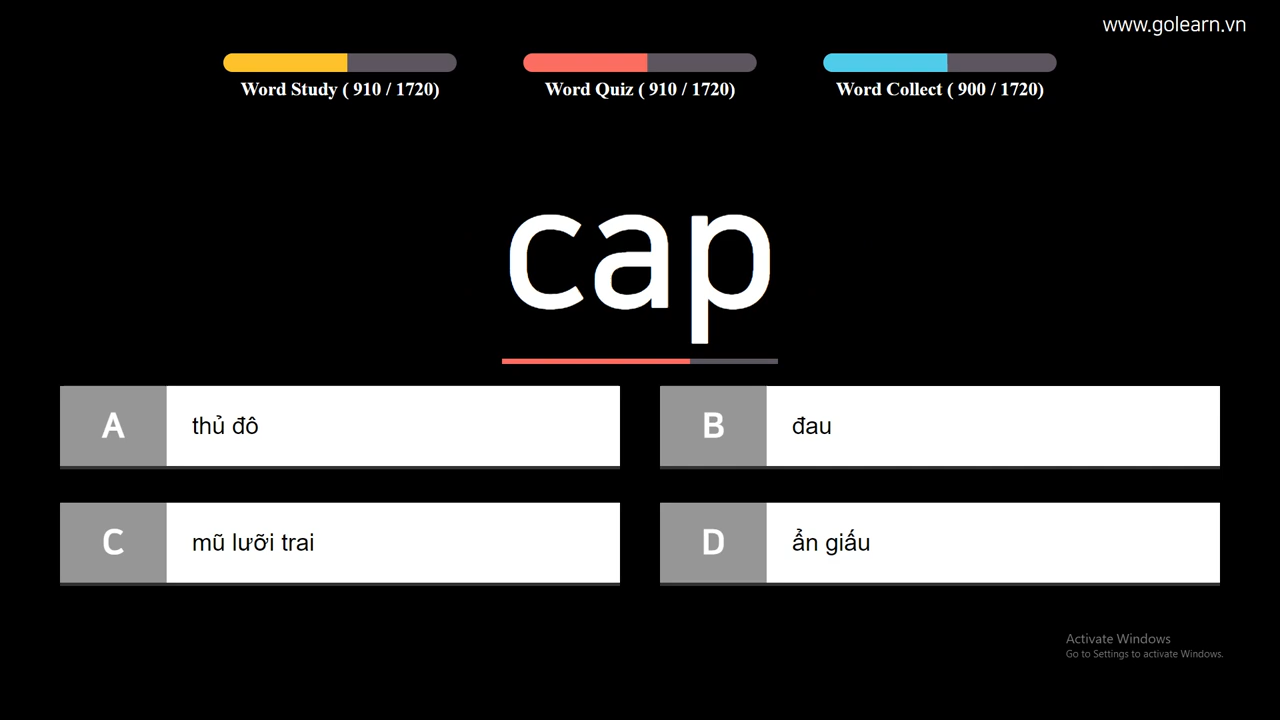 www.golearn.vn
Word Study ( 910 / 1720)
Word Quiz ( 910 / 1720)
Word Collect ( 900 / 1720)
cap
A thủ đô
B đau
C mũ lưỡi trai
D ẩn giấu
Activate Windows
Go to Settings to activate Windows.